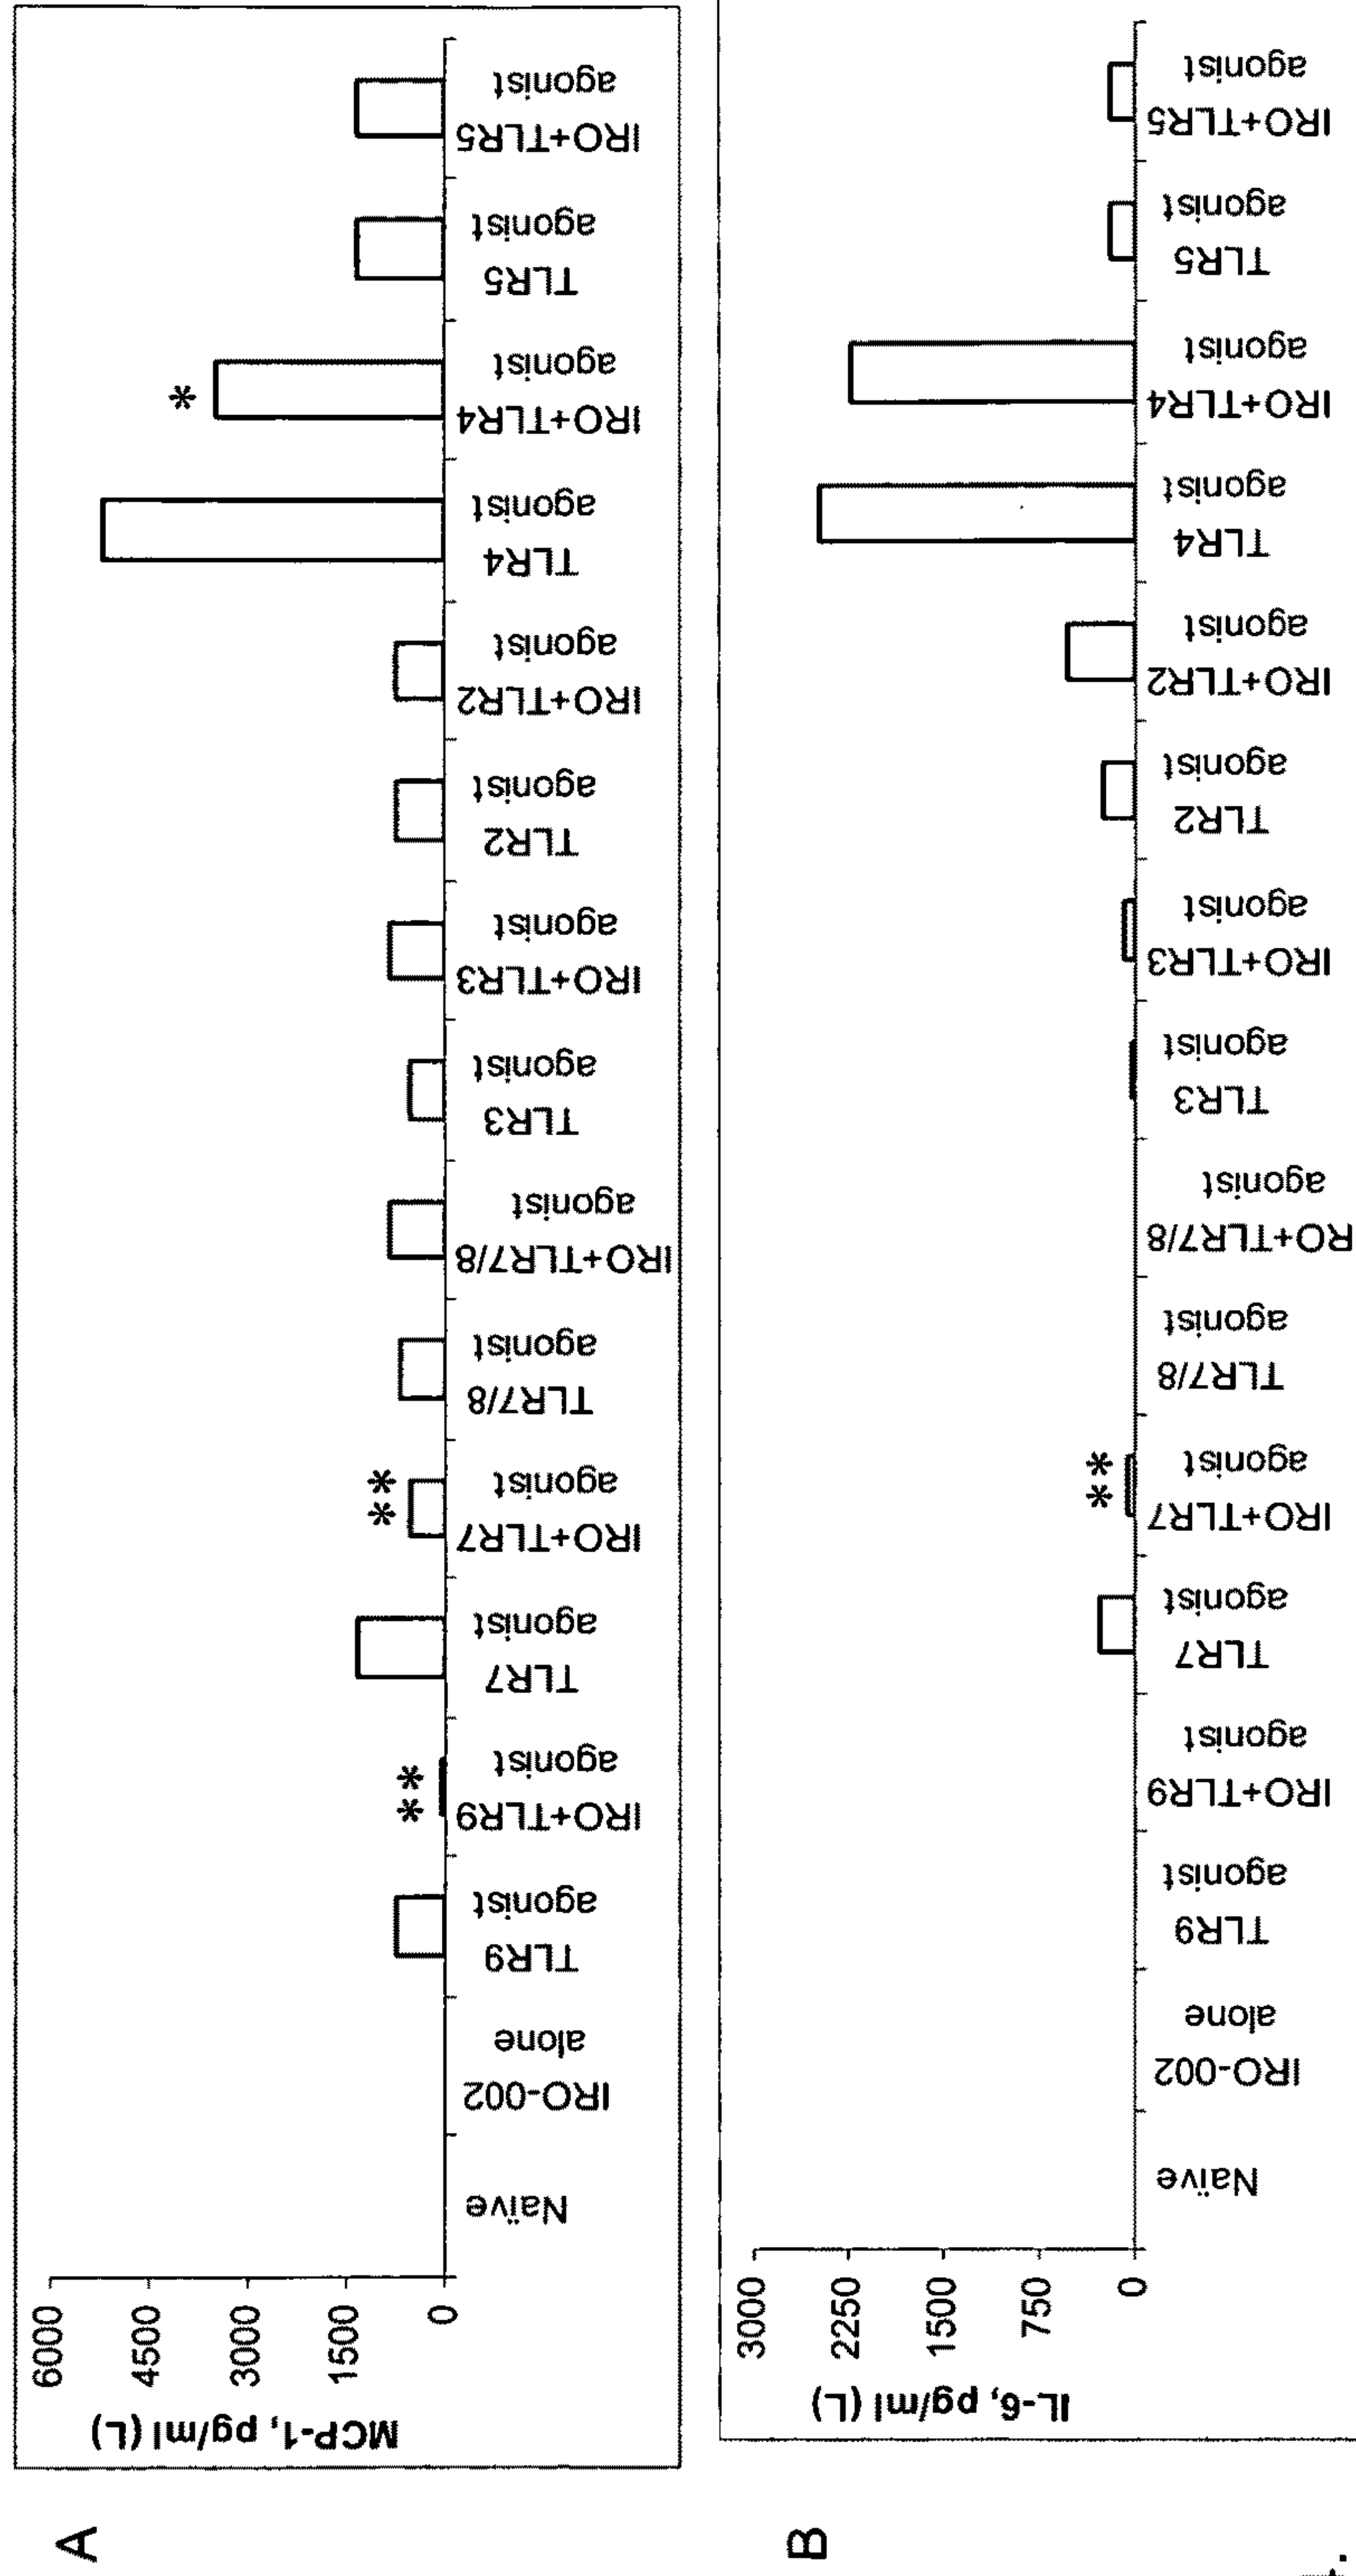 A
MCP-1, pg/ml (L)
6000
4500
3000
1500
0
Naïve
IRO-002
alone
TLR9
agonist
**
IRO+TLR9
agonist
TLR7
agonist
**
IRO+TLR7
agonist
TLR7/8
agonist
IRO+TLR7/8
agonist
TLR3
agonist
IRO+TLR3
agonist
TLR2
agonist
IRO+TLR2
agonist
TLR4
agonist
*
IRO+TLR4
agonist
TLR5
agonist
IRO+TLR5
agonist
B
IL-6, pg/ml (L)
3000
2250
1500
750
0
Naïve
IRO-002
alone
TLR9
agonist
IRO+TLR9
agonist
TLR7
agonist
**
IRO+TLR7
agonist
TLR7/8
agonist
RO+TLR7/8
agonist
TLR3
agonist
IRO+TLR3
agonist
TLR2
agonist
IRO+TLR2
agonist
TLR4
agonist
IRO+TLR4
agonist
TLR5
agonist
IRO+TLR5
agonist